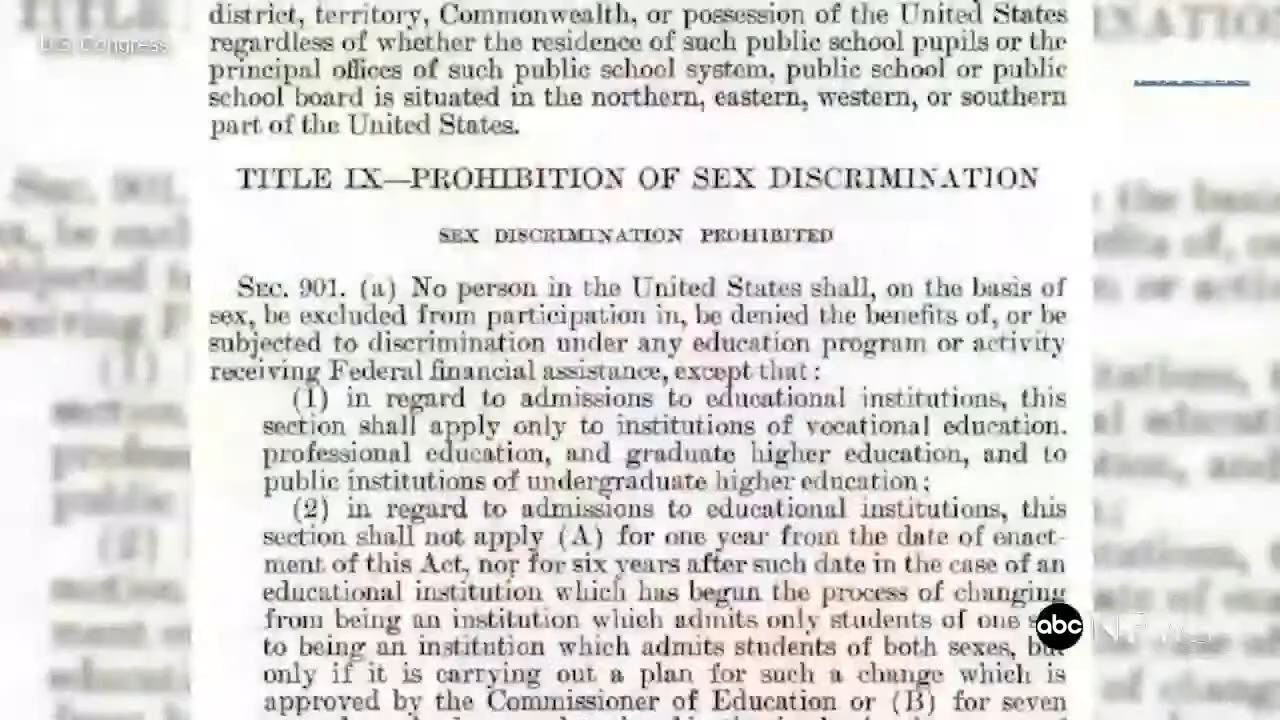 U.S. Congress
district, territory, Commonwealth, or possession of the United States
regardless of whether the residence of such public school pupils or the
principal offices of such public school system, public school or public
school board is situated in the northern, eastern, western, or southern
part of the United States.
TITLE IX—PROHIBITION OF SEX DISCRIMINATION
SEX DISCRIMINATION PROHIBITED
SEC. 901. (a) No person in the United States shall, on the basis of
sex, be excluded from participation in, be denied the benefits of, or be
subjected to discrimination under any education program or activity
receiving Federal financial assistance, except that:
(1) in regard to admissions to educational institutions, this
section shall apply only to institutions of vocational education,
professional education, and graduate higher education, and to
public institutions of undergraduate higher education;
(2) in regard to admissions to educational institutions, this
section shall not apply (A) for one year from the date of enact-
ment of this Act, nor for six years after such date in the case of an
educational institution which has begun the process of changing
from being an institution which admits only students of one
to being an institution which admits students of both sexes, but
only if it is carrying out a plan for such a change which is
approved by the Commissioner of Education or (B) for seven
abc NEWS